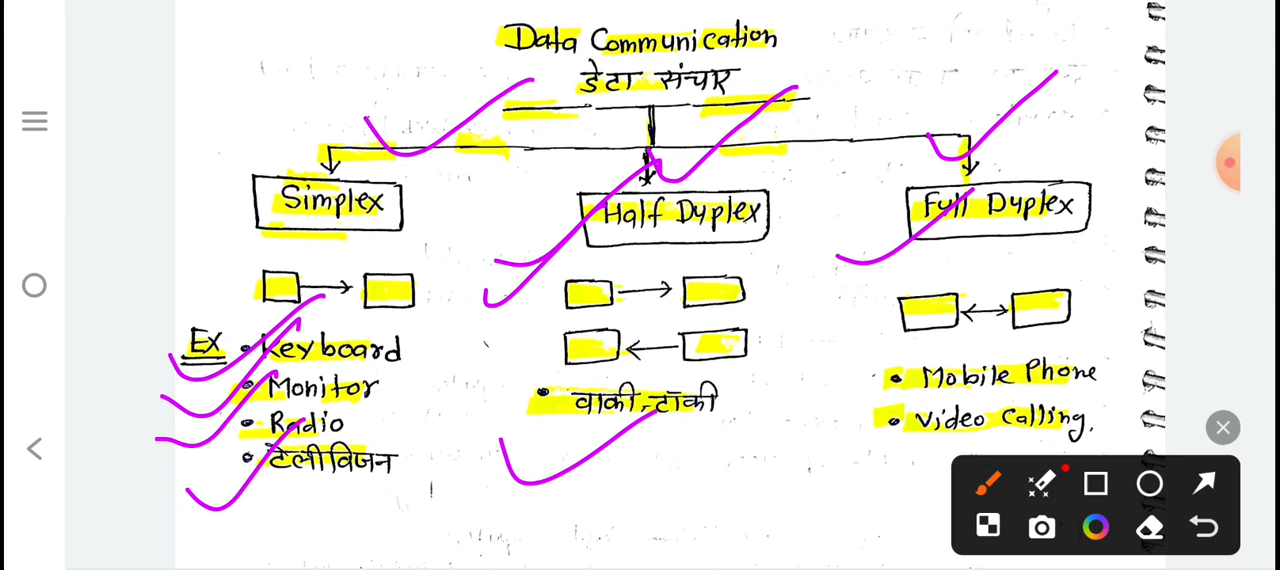 Data Communication
डेटा संचार
Simplex
Half Duplex
Full Duplex
Ex • Keyboard
• Monitor
• Radio
• टेलीविजन
• वाकी-टॉकी
• Mobile Phone
• Video Calling.